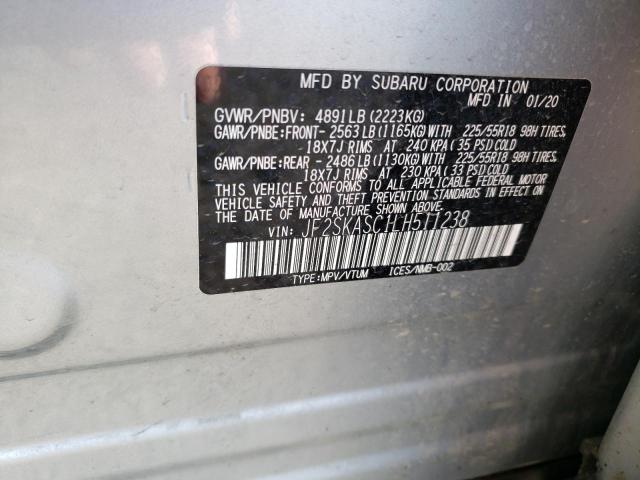 MFD BY SUBARU CORPORATION
MFD IN 01/20
GVWR/PNBV: 4891LB (2223KG)
GAWR/PNBE:FRONT- 2563LB(1165KG)WITH 225/55R18 98H TIRES,
18X7J RIMS AT 240 KPA ( 35 PSI) COLD
GAWR/PNBE:REAR - 2486LB(1130KG)WITH 225/55R18 98H TIRES,
18X7J RIMS AT 230 KPA ( 33 PSI) COLD
THIS VEHICLE CONFORMS TO ALL APPLICABLE FEDERAL MOTOR
VEHICLE SAFETY AND THEFT PREVENTION STANDARDS IN EFFECT
ON THE DATE OF MANUFACTURE SHOWN ABOVE.
VIN: JF2SKASC1LH511238
TYPE:MPV/VTUM ICES/NMB-002